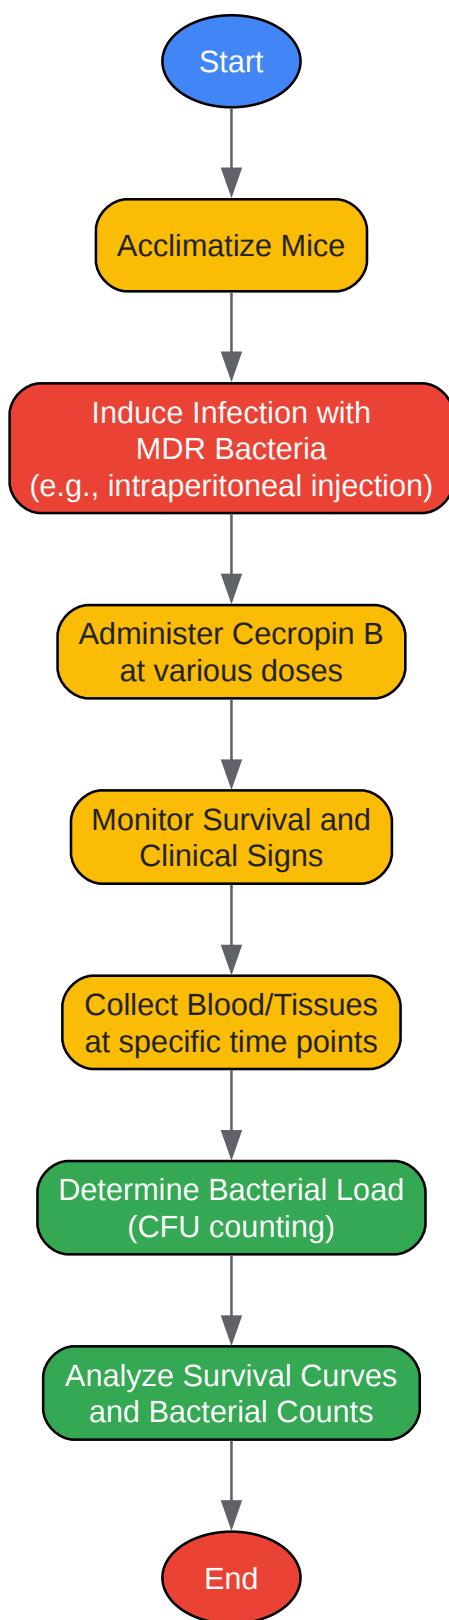 Start
Acclimatize Mice
Induce Infection with
MDR Bacteria
(e.g., intraperitoneal injection)
Administer Cecropin B
at various doses
Monitor Survival and
Clinical Signs
Collect Blood/Tissues
at specific time points
Determine Bacterial Load
(CFU counting)
Analyze Survival Curves
and Bacterial Counts
End